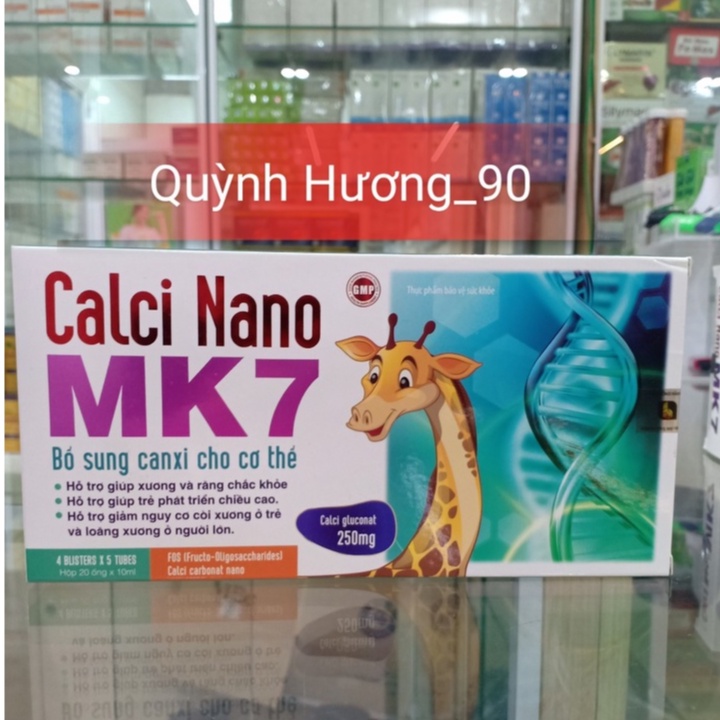 Quỳnh Hương_90
Calci Nano
MK7
Bổ sung canxi cho cơ thể
Hỗ trợ giúp xương và ràng chắc khỏe
Hỗ trợ giúp trẻ phát triển chiều cao.
Hỗ trợ giảm nguy cơ còi xương ở trẻ
và loãng xương ở người lớn.
4 BLISTERS X 5 TUBES
Hộp 20 ống x 10ml
FOS (Fructo-Oligosaccharides)
Calci carbonat nano
Calci gluconat
250mg
GMP
Thực phẩm bảo vệ sức khỏe
MK7